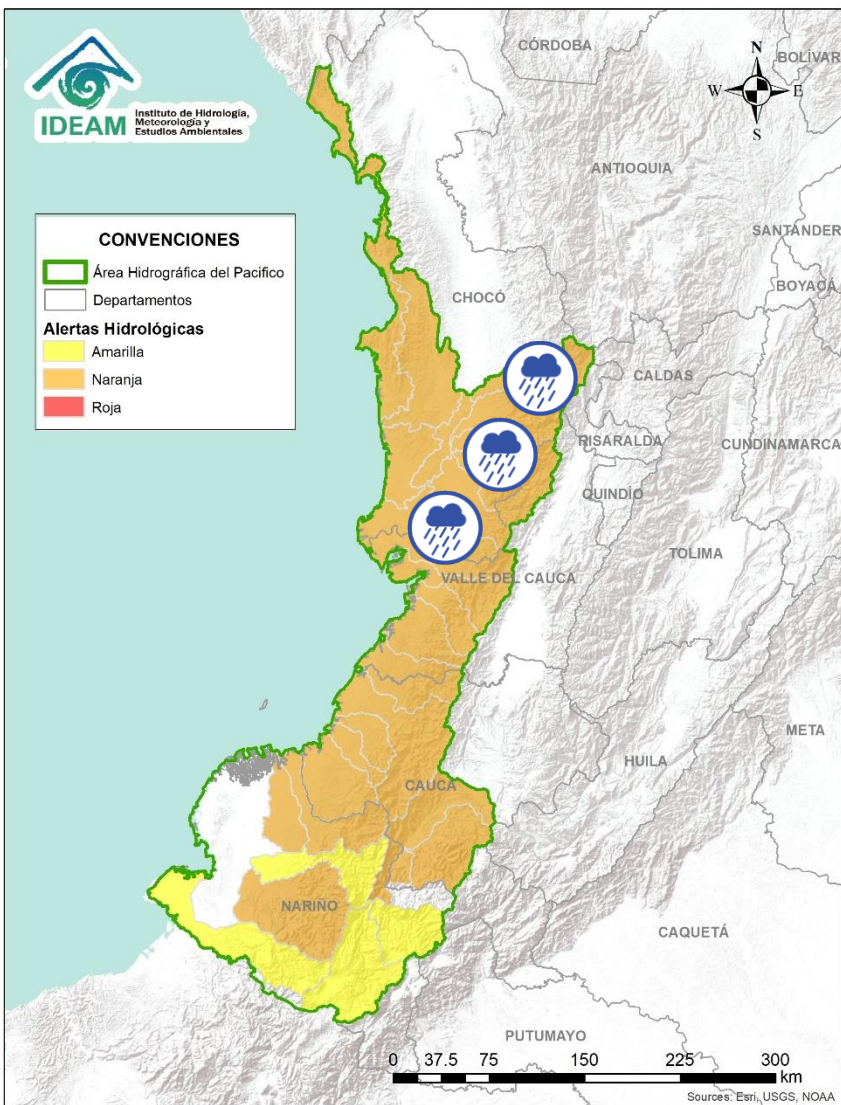 IDEAM
Instituto de Hidrología,
Meteorología y
Estudios Ambientales
CÓRDOBA
BOLÍVAR
N
W
E
S
ANTIOQUIA
SANTANDER
BOYACÁ
CONVENCIONES
Área Hidrográfica del Pacifico
Departamentos
Alertas Hidrológicas
Amarilla
Naranja
Roja
CHOCÓ
CALDAS
RISARALDA
CUNDINAMARCA
QUINDÍO
TOLIMA
VALLE DEL CAUCA
META
HUILA
CAUCA
NARIÑO
CAQUETÁ
PUTUMAYO
0 37.5 75 150 225 300
km
Sources: Esri, USGS, NOAA